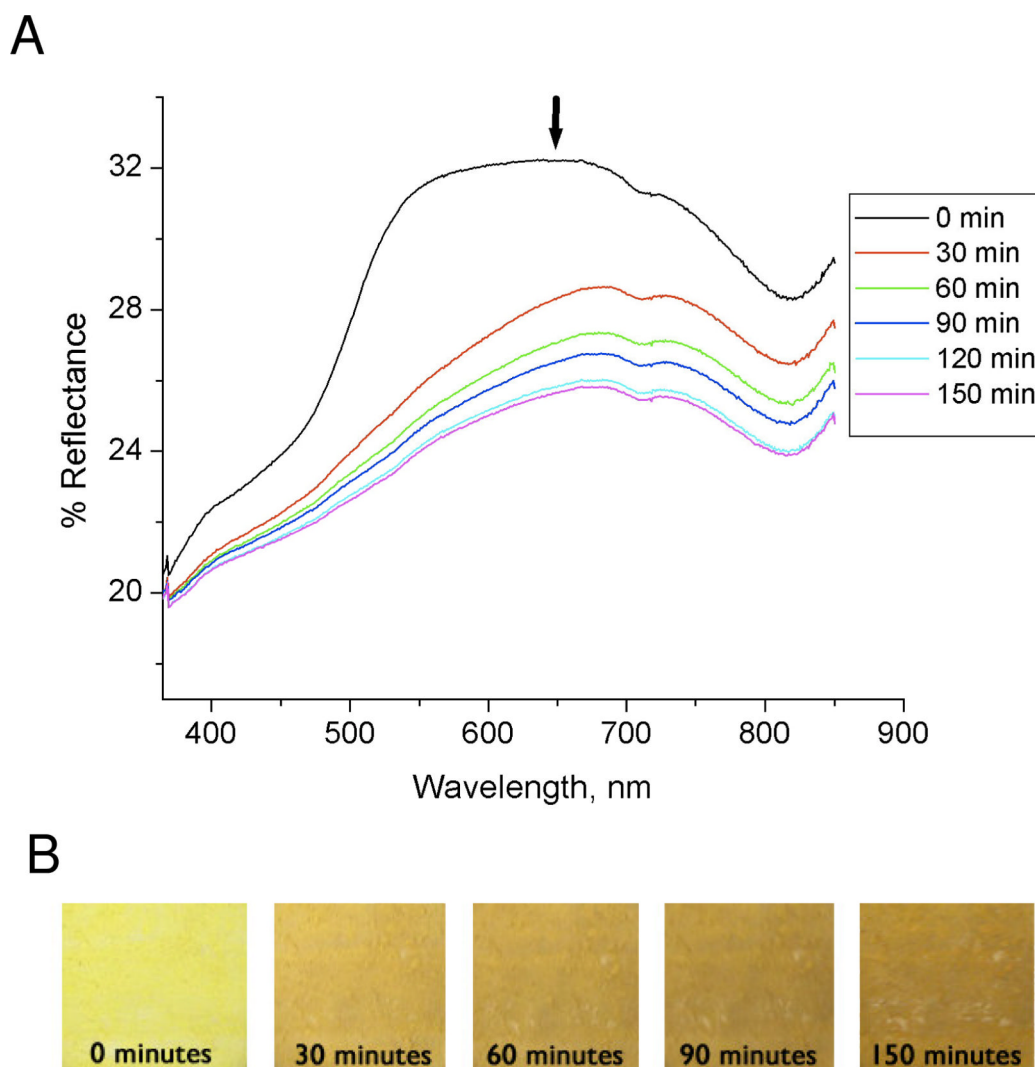 A
32
28
24
20
% Reflectance
400 500 600 700 800 900
Wavelength, nm
0 min
30 min
60 min
90 min
120 min
150 min
B
0 minutes 30 minutes 60 minutes 90 minutes 150 minutes